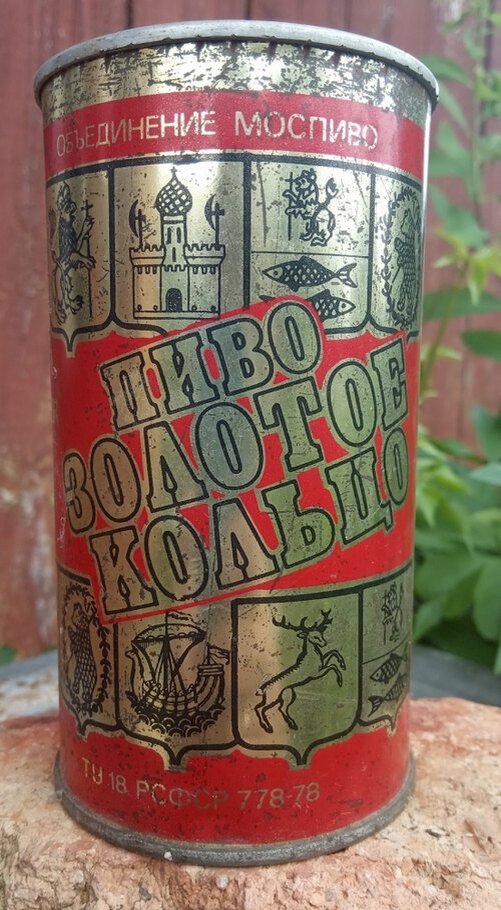 ОБЪЕДИНЕНИЕ МОСПИВО
ПИВО
ЗОЛОТОЕ
КОЛЬЦО
ТУ 18 РСФСР 778-78